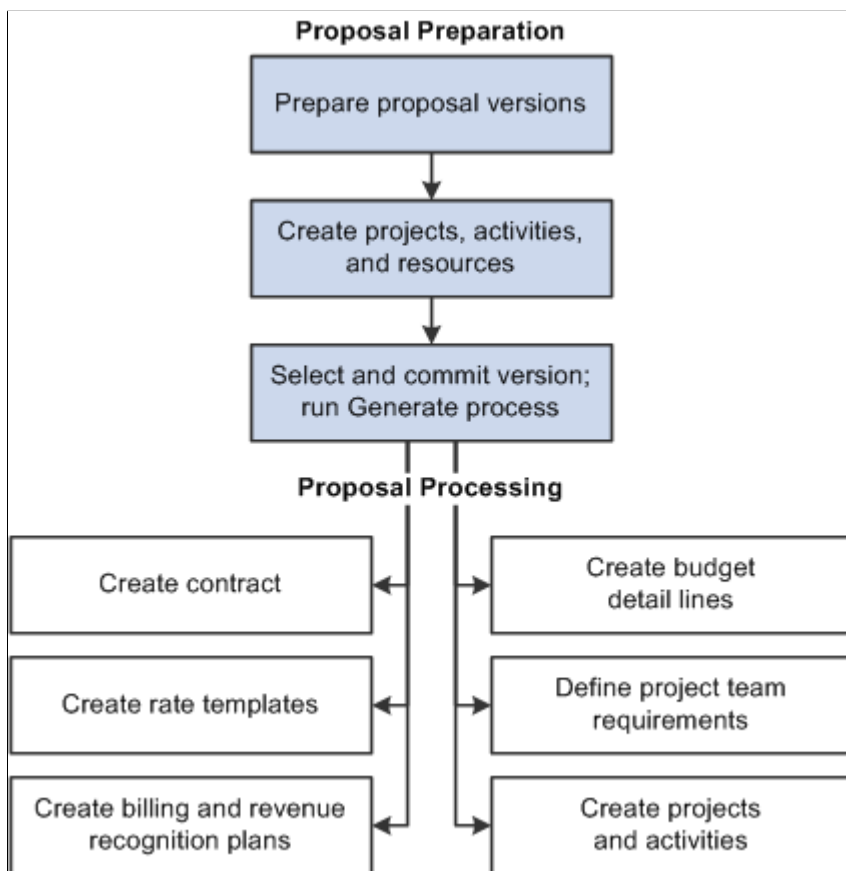 Proposal Preparation
Prepare proposal versions
Create projects, activities,
and resources
Select and commit version;
run Generate process
Proposal Processing
Create contract
Create budget
detail lines
Create rate templates
Define project team
requirements
Create billing and revenue
recognition plans
Create projects
and activities